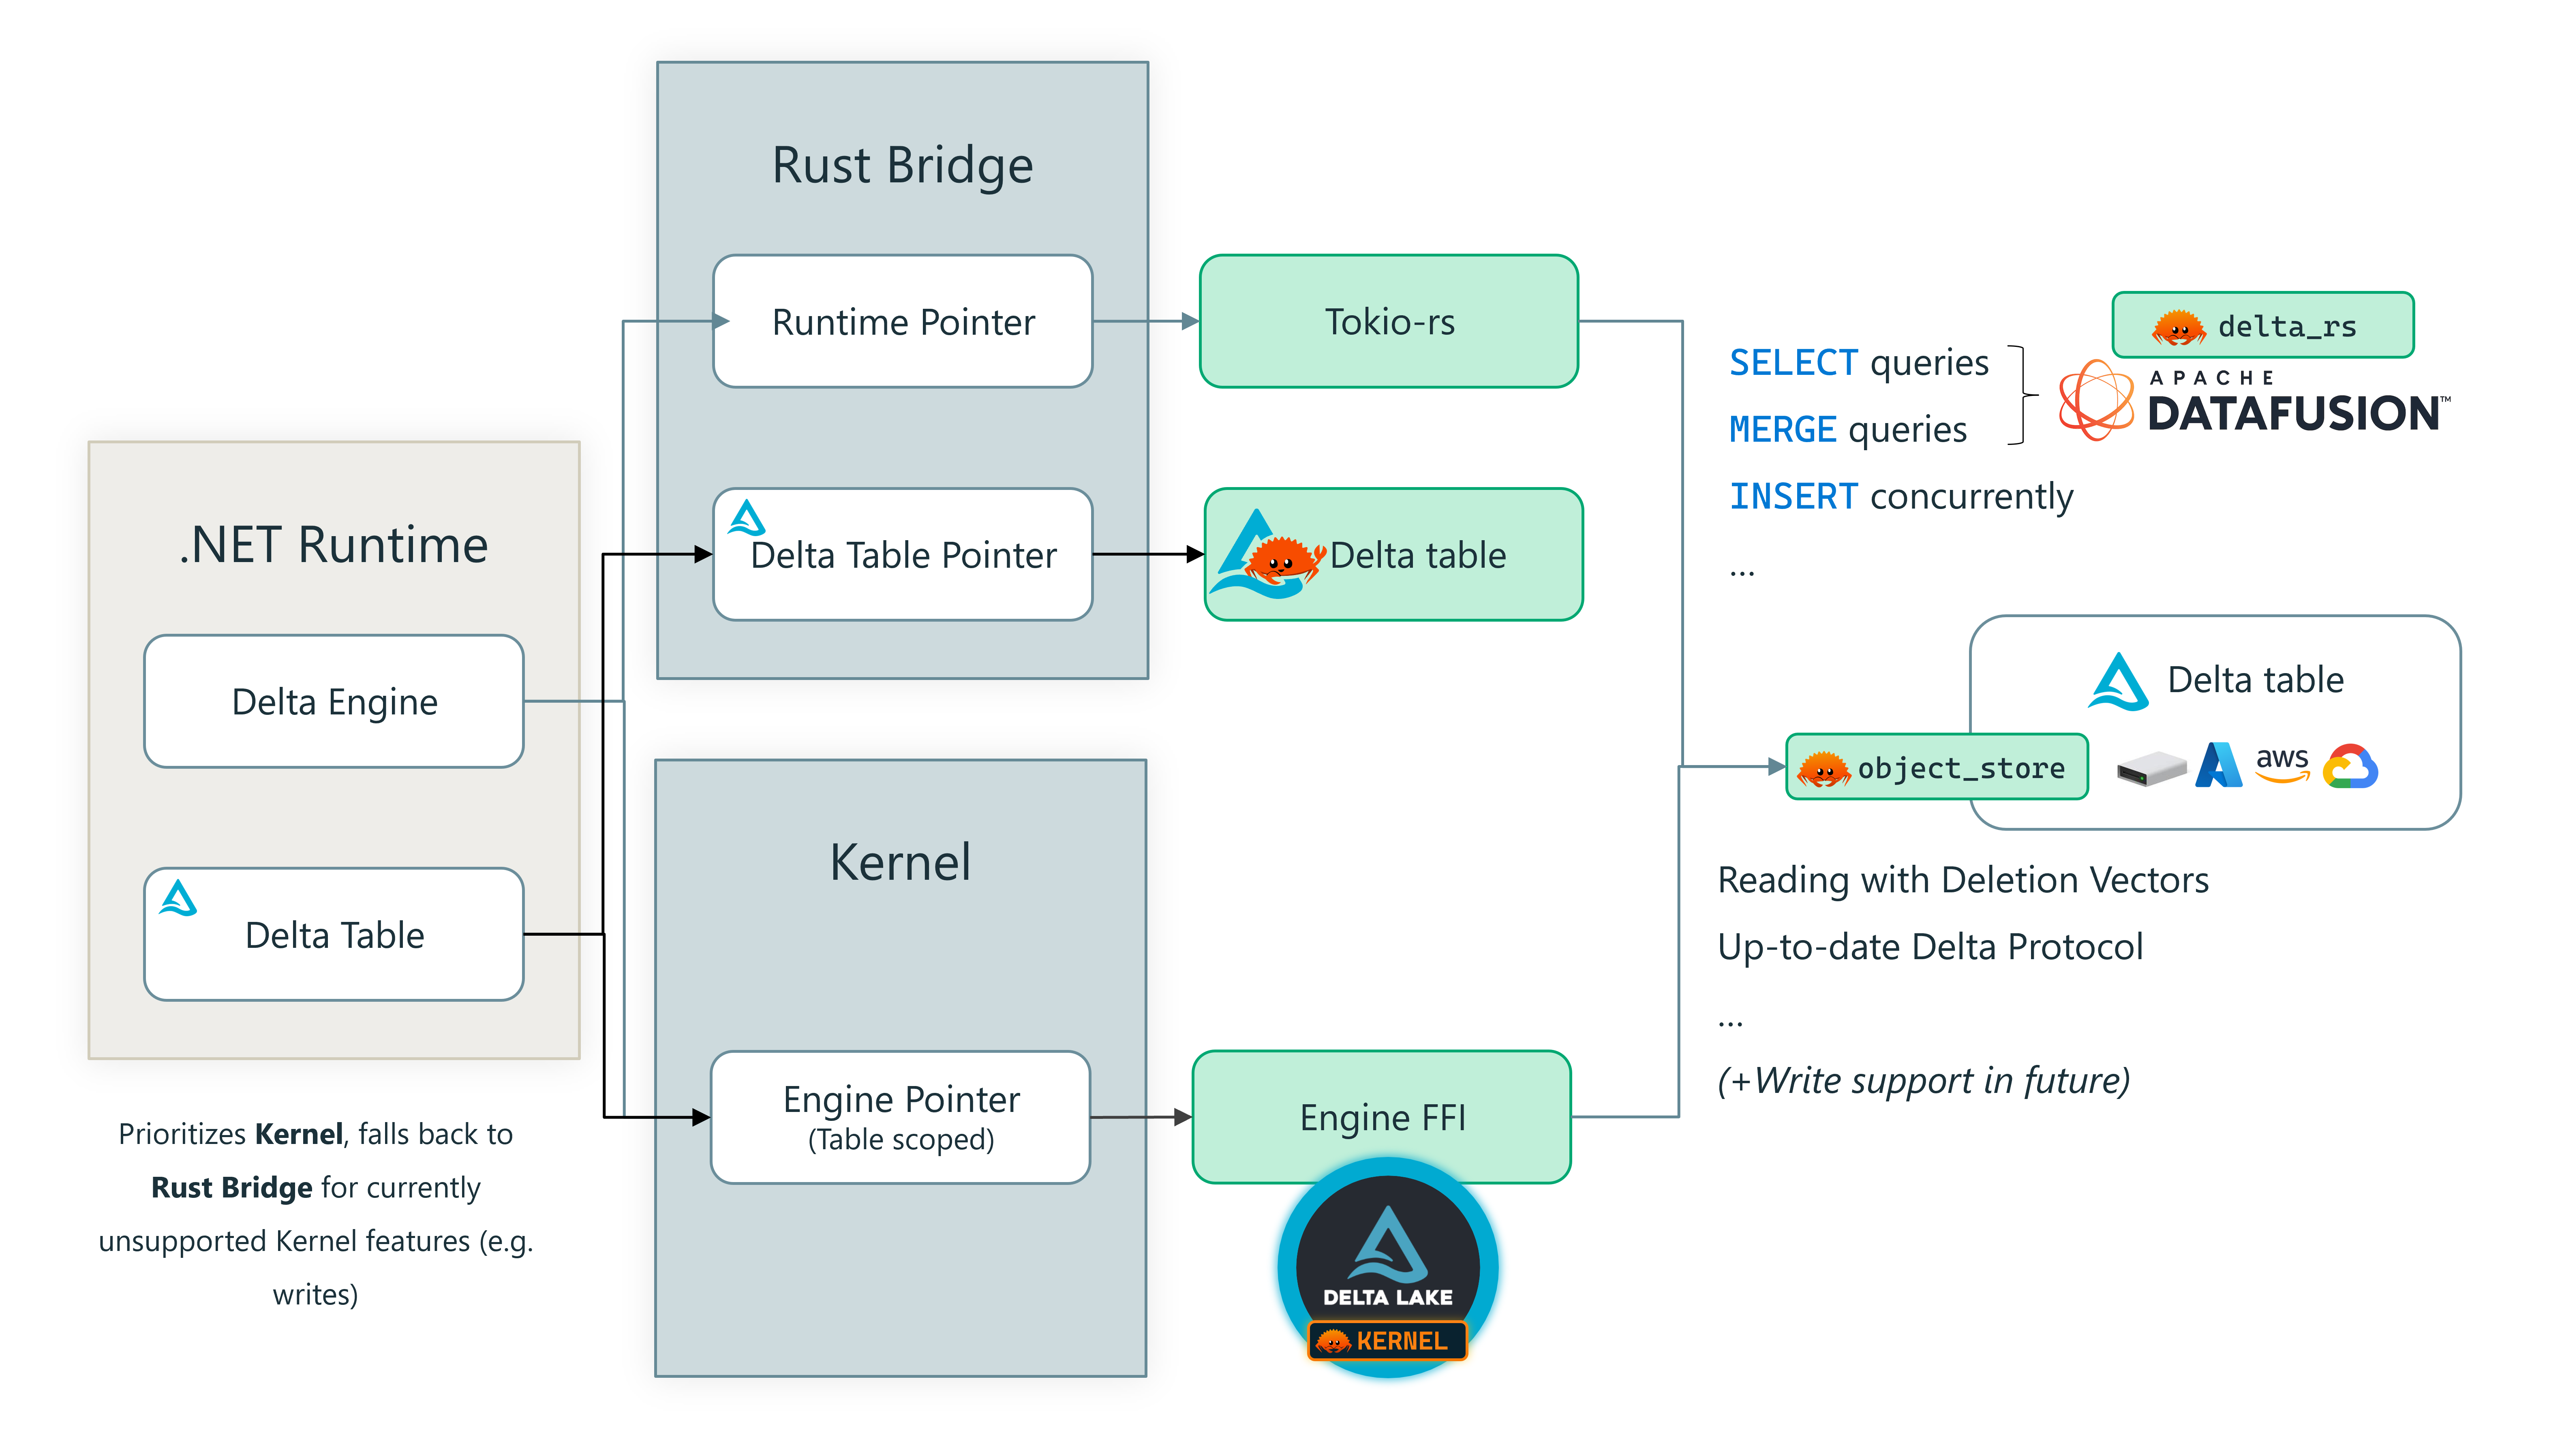 Rust Bridge
Runtime Pointer
Tokio-rs
Delta Table Pointer
Delta table
.NET Runtime
Delta Engine
Delta Table
Prioritizes Kernel, falls back to
Rust Bridge for currently
unsupported Kernel features (e.g.
writes)
Kernel
Engine Pointer
(Table scoped)
Engine FFI
DELTA LAKE
KERNEL
SELECT queries
MERGE queries
INSERT concurrently
...
delta_rs
APACHE
DATAFUSION™
Delta table
object_store
aws
Reading with Deletion Vectors
Up-to-date Delta Protocol
...
(+Write support in future)